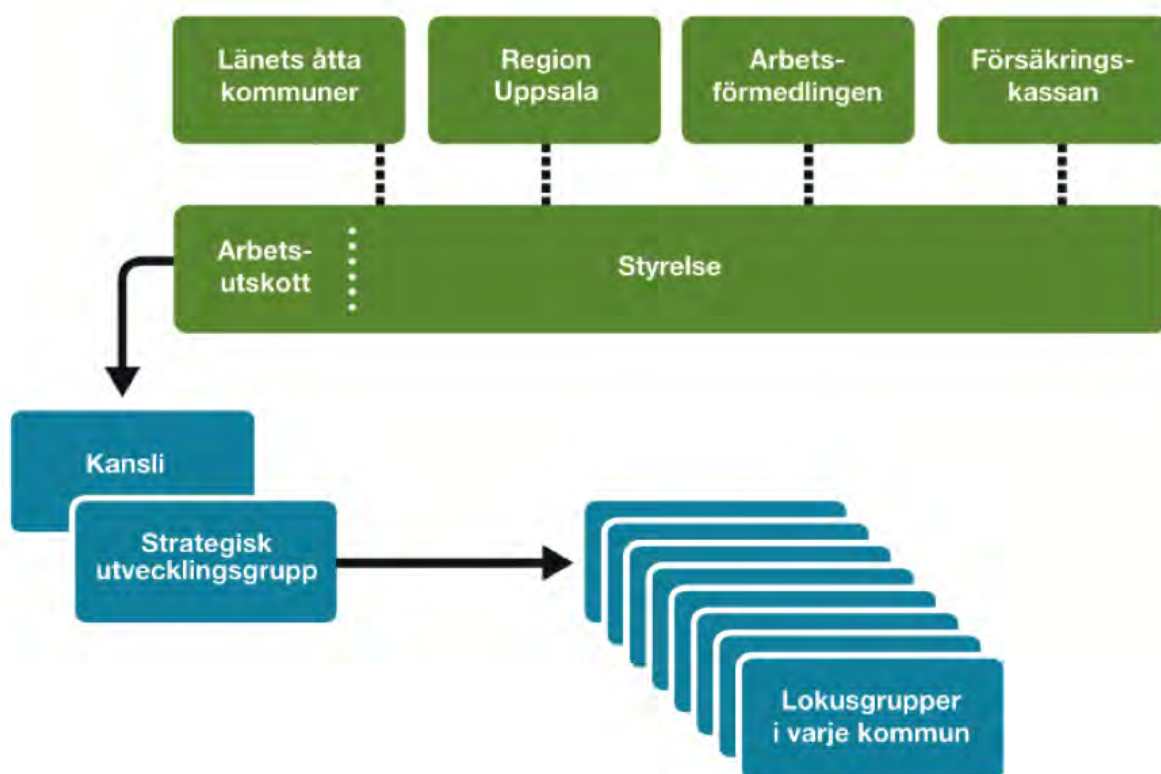 Länets åtta
kommuner
Region
Uppsala
Arbets-
förmedlingen
Försäkrings-
kassan
Arbets-
utskott
Styrelse
Kansli
Strategisk
utvecklingsgrupp
Lokusgrupper
i varje kommun